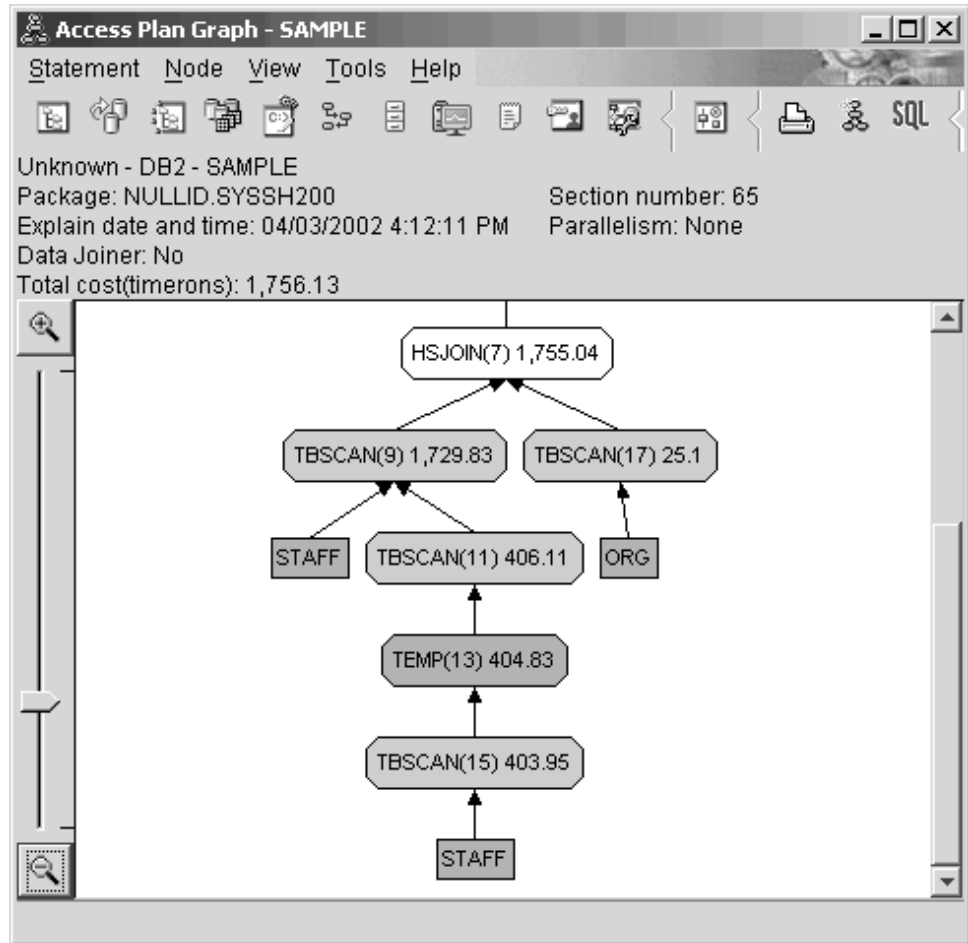 Access Plan Graph - SAMPLE
Statement Node View Tools Help
SQL
Unknown - DB2 - SAMPLE
Package: NULLID.SYSSH200 Section number: 65
Explain date and time: 04/03/2002 4:12:11 PM Parallelism: None
Data Joiner: No
Total cost(timerons): 1,756.13
HSJOIN(7) 1,755.04
TBSCAN(9) 1,729.83 TBSCAN(17) 25.1
STAFF TBSCAN(11) 406.11 ORG
TEMP(13) 404.83
TBSCAN(15) 403.95
STAFF